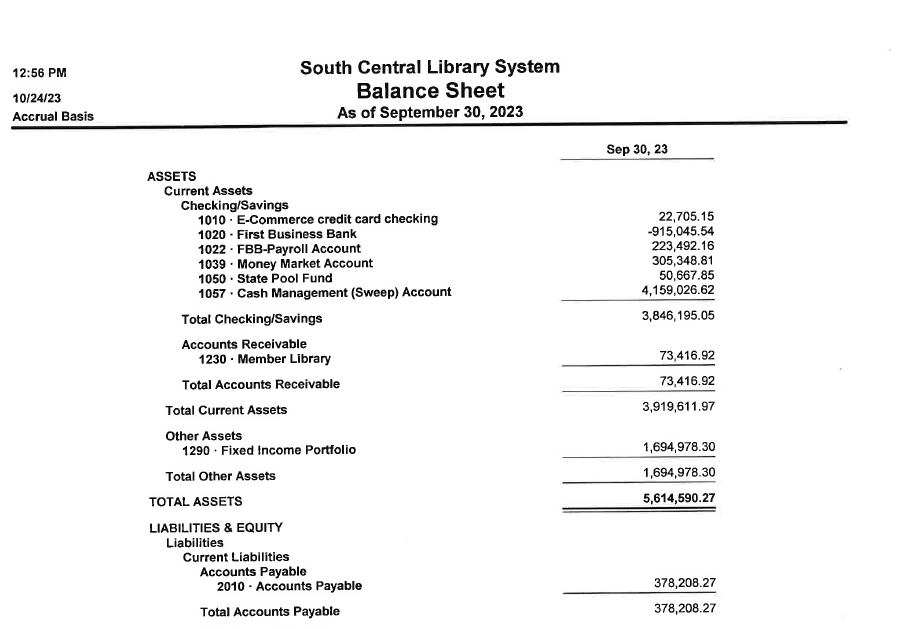 12:56 PM
10/24/23
Accrual Basis
South Central Library System
Balance Sheet
As of September 30, 2023
Sep 30, 23
ASSETS
Current Assets
Checking/Savings
1010 · E-Commerce credit card checking 22,705.15
1020 · First Business Bank -915,045.54
1022 · FBB-Payroll Account 223,492.16
1039 · Money Market Account 305,348.81
1050 · State Pool Fund 50,667.85
1057 · Cash Management (Sweep) Account 4,159,026.62
Total Checking/Savings 3,846,195.05
Accounts Receivable
1230 · Member Library 73,416.92
Total Accounts Receivable 73,416.92
Total Current Assets 3,919,611.97
Other Assets
1290 · Fixed Income Portfolio 1,694,978.30
Total Other Assets 1,694,978.30
TOTAL ASSETS 5,614,590.27
LIABILITIES & EQUITY
Liabilities
Current Liabilities
Accounts Payable
2010 · Accounts Payable 378,208.27
Total Accounts Payable 378,208.27